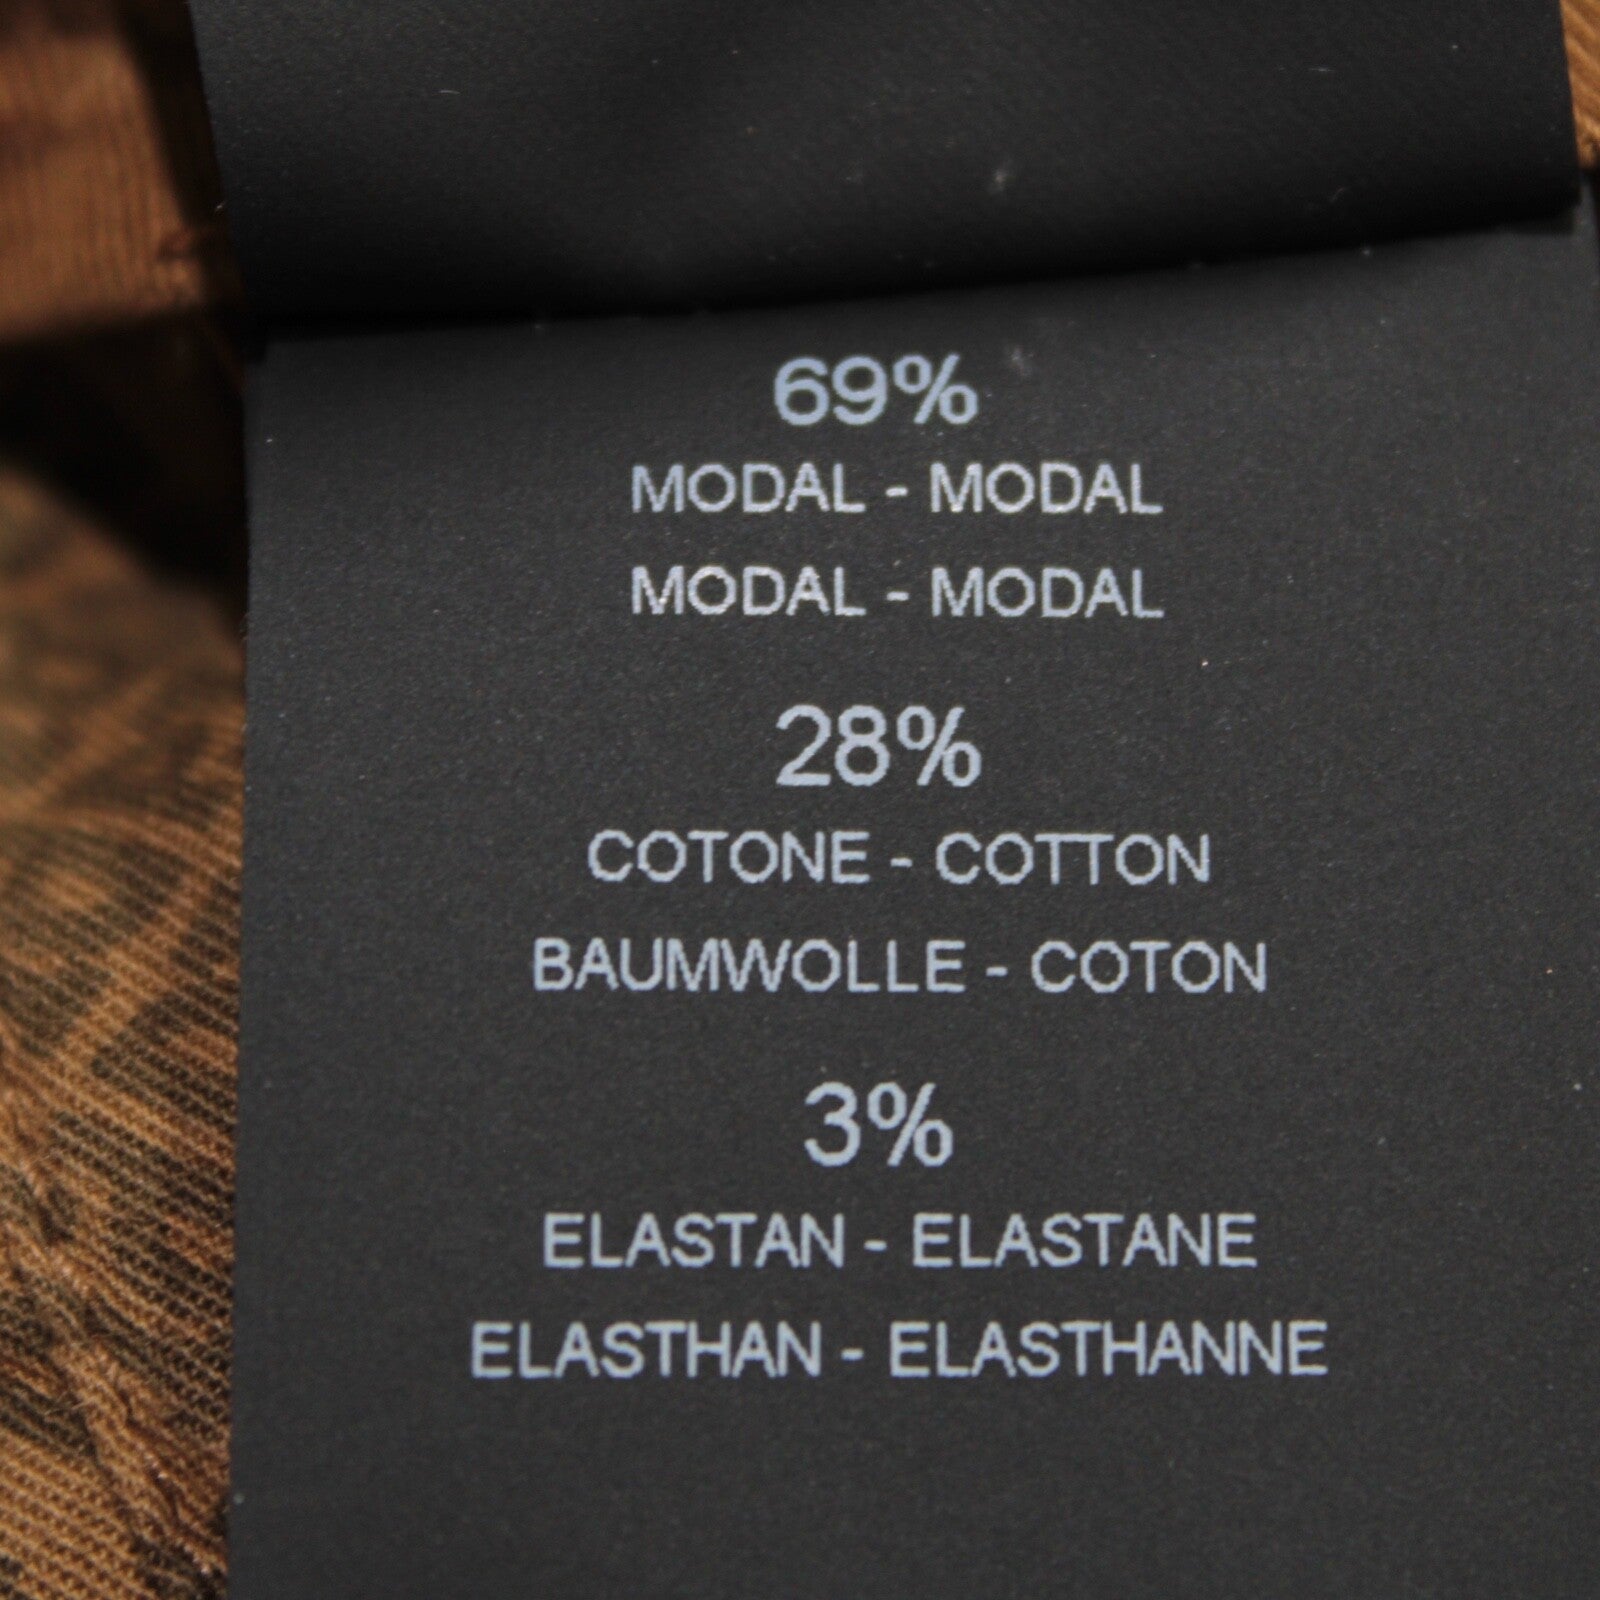 69%
MODAL - MODAL
MODAL - MODAL
28%
COTONE - COTTON
BAUMWOLLE - COTON
3%
ELASTAN - ELASTANE
ELASTHAN - ELASTHANNE